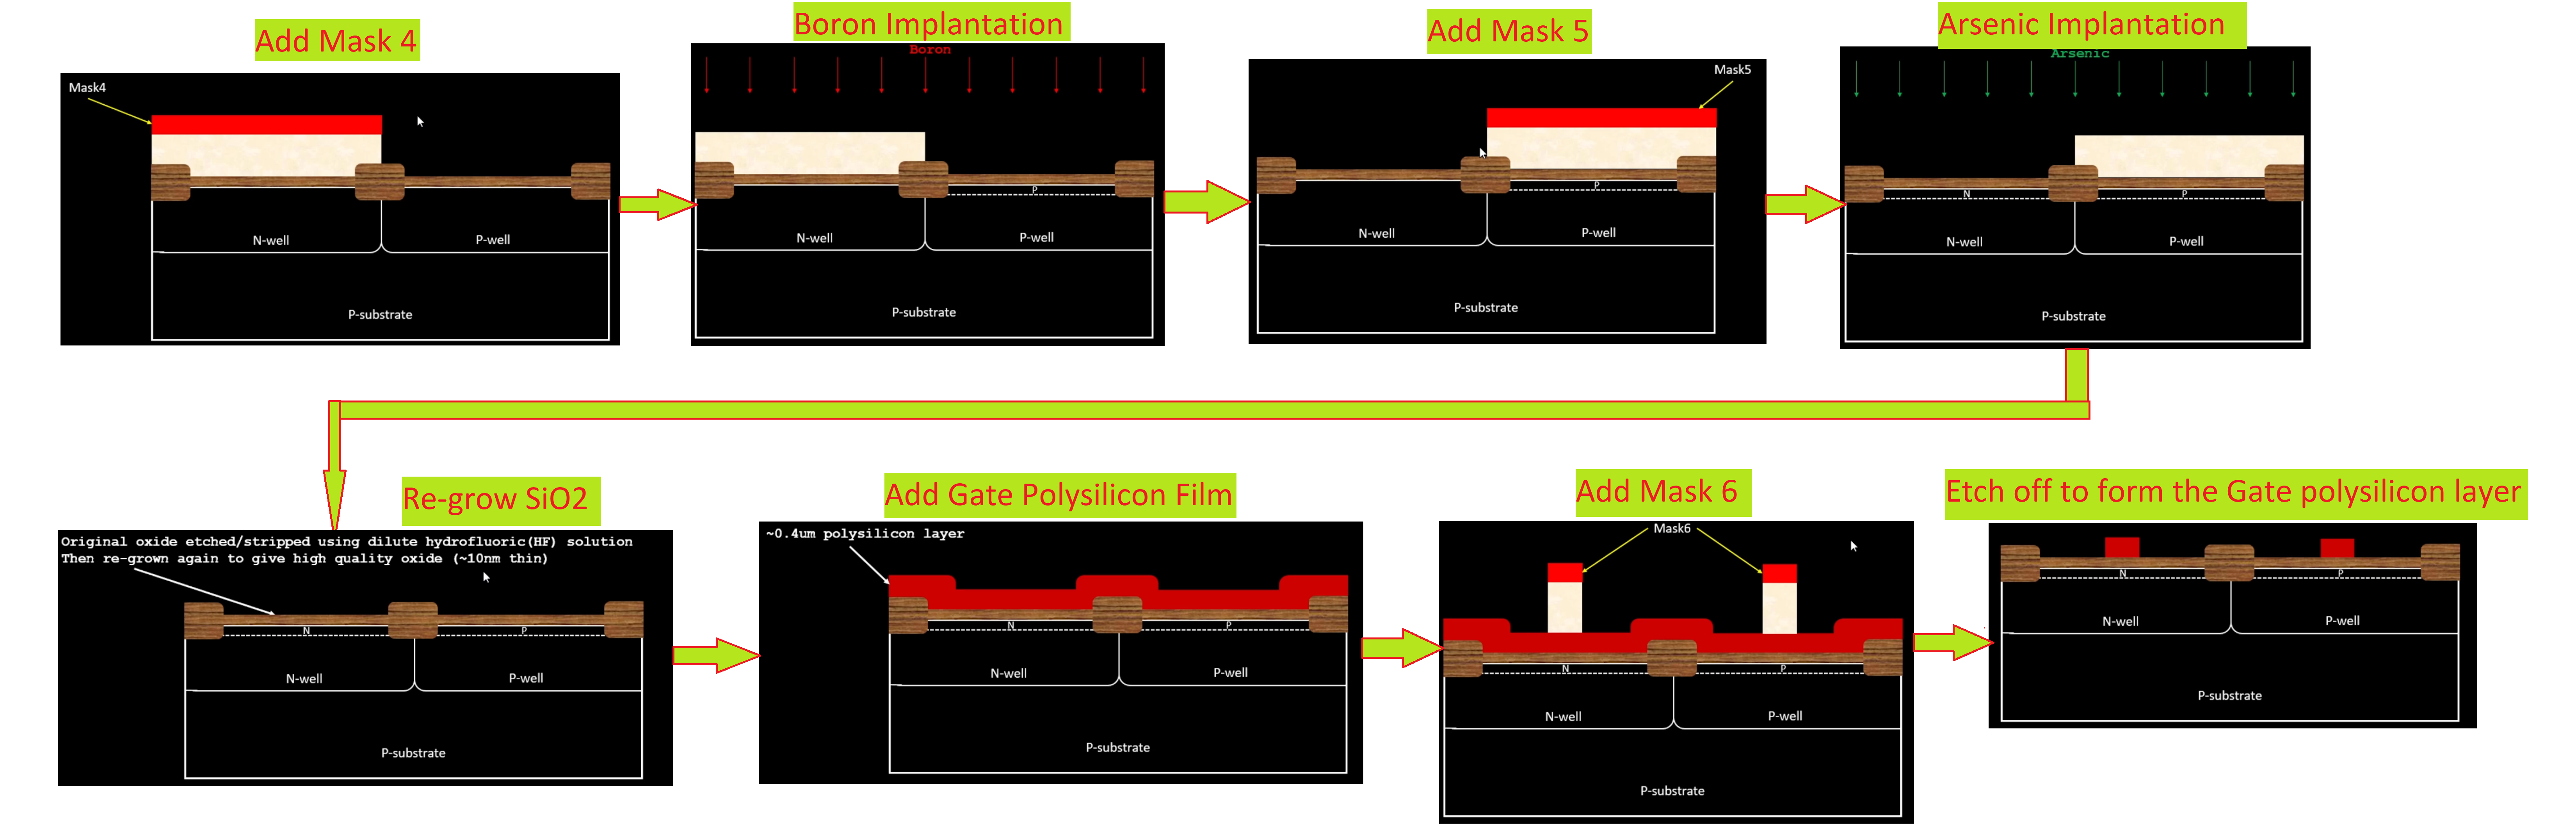 Add Mask 4
Mask4
N-well
P-well
P-substrate
Boron Implantation
Boron
P
N-well
P-well
P-substrate
Add Mask 5
Mask5
P
N-well
P-well
P-substrate
Arsenic Implantation
Arsenic
N
P
N-well
P-well
P-substrate
Re-grow SiO2
Original oxide etched/stripped using dilute hydrofluoric(HF) solution
Then re-grown again to give high quality oxide (~10nm thin)
N
P
N-well
P-well
P-substrate
Add Gate Polysilicon Film
~0.4um polysilicon layer
N
P
N-well
P-well
P-substrate
Add Mask 6
Mask6
N
P
N-well
P-well
P-substrate
Etch off to form the Gate polysilicon layer
N
P
N-well
P-well
P-substrate